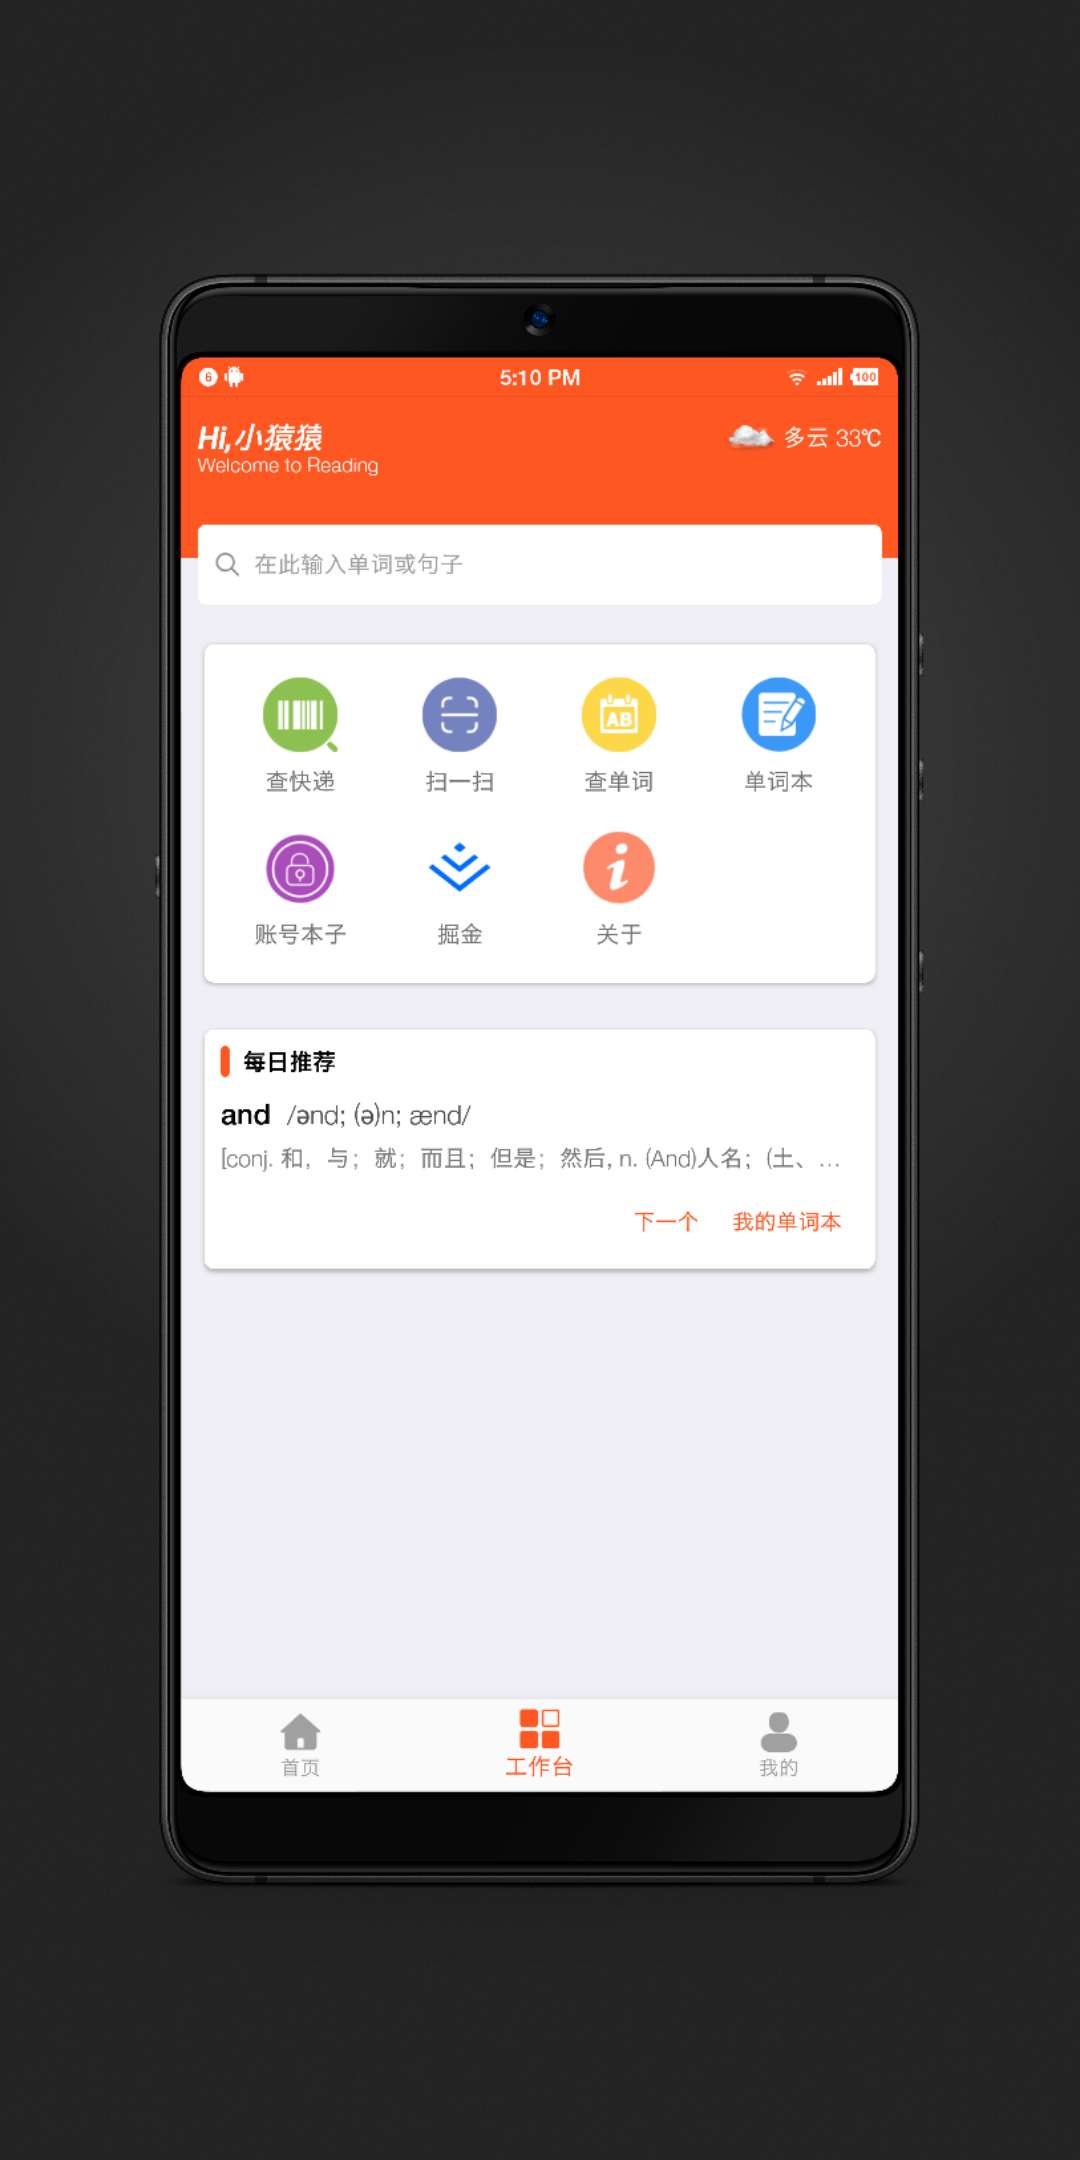 6
5:10 PM
100
Hi,小猿猿
多云 33℃
Welcome to Reading
在此输入单词或句子
AB
查快递
扫一扫
查单词
单词本
账号本子
掘金
关于
每日推荐
and /ənd; (ə)n; ænd/
[conj. 和，与；就；而且；但是；然后, n. (And)人名；(土、...
下一个
我的单词本
首页
工作台
我的